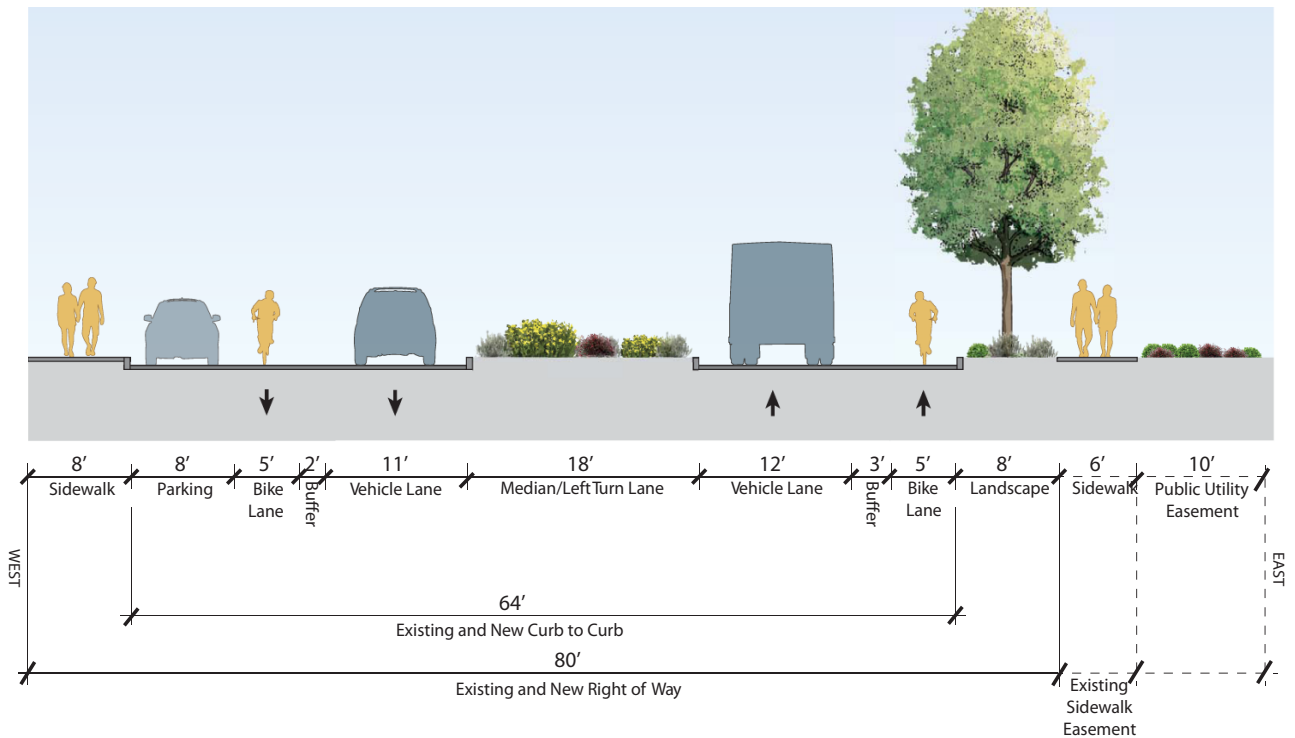 8’
8’
5’
2’
11’
18’
12’
3’
5’
8’
6’
10’
Sidewalk
Parking
Bike
Lane
Buffer
Vehicle Lane
Median/Left Turn Lane
Vehicle Lane
Buffer
Bike
Lane
Landscape
Sidewalk
Public Utility
Easement
WEST
EAST
64’
Existing and New Curb to Curb
80’
Existing and New Right of Way
Existing
Sidewalk
Easement